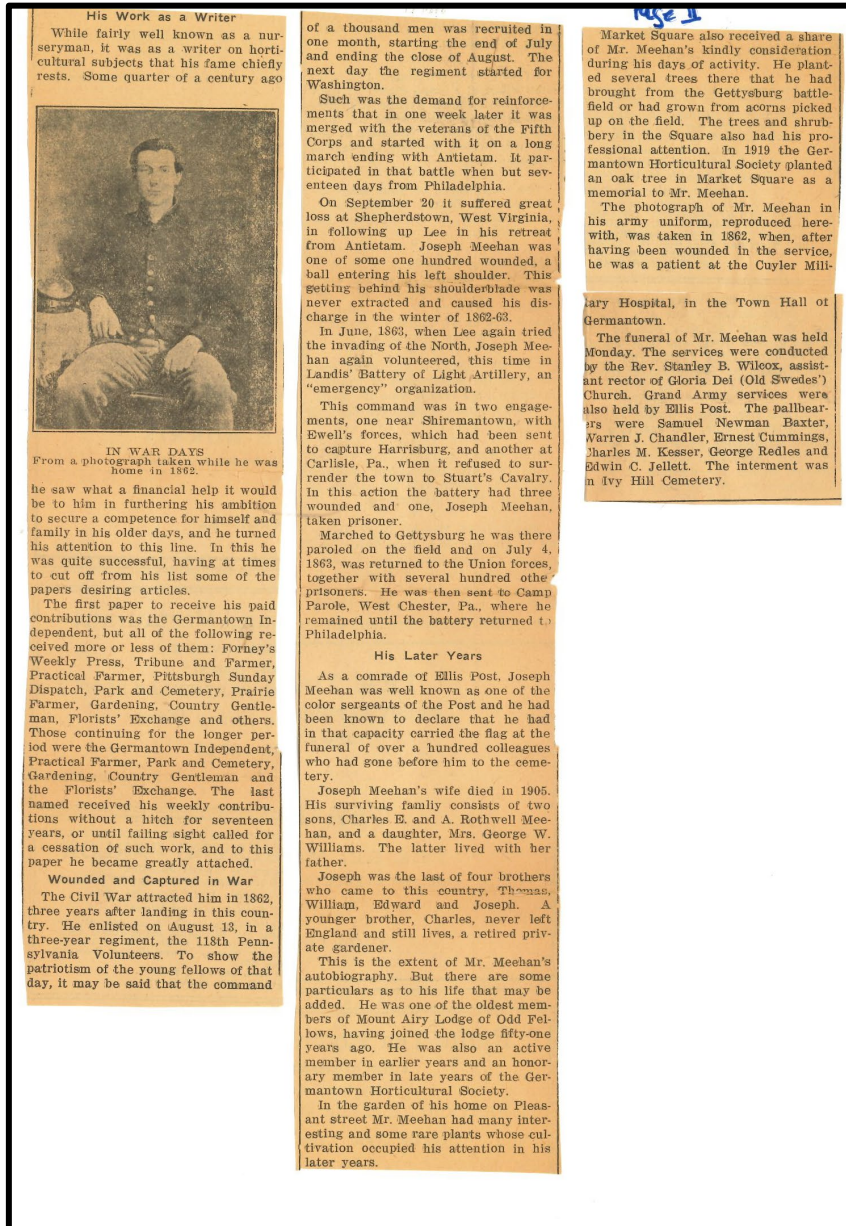 His Work as a Writer
While fairly well known as a nur-
seryman, it was as a writer on horti-
cultural subjects that his fame chiefly
rests. Some quarter of a century ago
IN WAR DAYS
From a photograph taken while he was
home in 1862.
he saw what a financial help it would
be to him in furthering his ambition
to secure a competence for himself and
family in his older days, and he turned
his attention to this line. In this he
was quite successful, having at times
to cut off from his list some of the
papers desiring articles.
The first paper to receive his paid
contributions was the Germantown In-
dependent, but all of the following re-
ceived more or less of them: Forney's
Weekly Press, Tribune and Farmer,
Practical Farmer, Pittsburgh Sunday
Dispatch, Park and Cemetery, Prairie
Farmer, Gardening, Country Gentle-
man, Florists' Exchange and others.
Those continuing for the longer per-
iod were the Germantown Independent,
Practical Farmer, Park and Cemetery,
Gardening, Country Gentleman and
the Florists' Exchange. The last
named received his weekly contribu-
tions without a hitch for seventeen
years, or until failing sight called for
a cessation of such work, and to this
paper he became greatly attached.
Wounded and Captured in War
The Civil War attracted him in 1862,
three years after landing in this coun-
try. He enlisted on August 13, in a
three-year regiment, the 118th Penn-
sylvania Volunteers. To show the
patriotism of the young fellows of that
day, it may be said that the command
of a thousand men was recruited in
one month, starting the end of July
and ending the close of August. The
next day the regiment started for
Washington.
Such was the demand for reinforce-
ments that in one week later it was
merged with the veterans of the Fifth
Corps and started with it on a long
march ending with Antietam. It par-
ticipated in that battle when but sev-
enteen days from Philadelphia.
On September 20 it suffered great
loss at Shepherdstown, West Virginia,
in following up Lee in his retreat
from Antietam. Joseph Meehan was
one of some one hundred wounded, a
ball entering his left shoulder. This
getting behind his shoulderblade was
never extracted and caused his dis-
charge in the winter of 1862-63.
In June, 1863, when Lee again tried
the invading of the North, Joseph Mee-
han again volunteered, this time in
Landis' Battery of Light Artillery, an
"emergency" organization.
This command was in two engage-
ments, one near Shiremantown, with
Ewell's forces, which had been sent
to capture Harrisburg, and another at
Carlisle, Pa., when it refused to sur-
render the town to Stuart's Cavalry.
In this action the battery had three
wounded and one, Joseph Meehan,
taken prisoner.
Marched to Gettysburg he was there
paroled on the field and on July 4,
1863, was returned to the Union forces,
together with several hundred othe
prisoners. He was then sent to Camp
Parole, West Chester, Pa., where he
remained until the battery returned to
Philadelphia.
His Later Years
As a comrade of Ellis Post, Joseph
Meehan was well known as one of the
color sergeants of the Post and he had
been known to declare that he had
in that capacity carried the flag at the
funeral of over a hundred colleagues
who had gone before him to the ceme-
tery.
Joseph Meehan's wife died in 1905.
His surviving famliy consists of two
sons, Charles E. and A. Rothwell Mee-
han, and a daughter, Mrs. George W.
Williams. The latter lived with her
father.
Joseph was the last of four brothers
who came to this country, Thomas,
William, Edward and Joseph. A
younger brother, Charles, never left
England and still lives, a retired priv-
ate gardener.
This is the extent of Mr. Meehan's
autobiography. But there are some
particulars as to his life that may be
added. He was one of the oldest mem-
bers of Mount Airy Lodge of Odd Fel-
lows, having joined the lodge fifty-one
years ago. He was also an active
member in earlier years and an honor-
ary member in late years of the Ger-
mantown Horticultural Society.
In the garden of his home on Pleas-
ant street Mr. Meehan had many inter-
esting and some rare plants whose cul-
tivation occupied his attention in his
later years.
Page II
Market Square also received a share
of Mr. Meehan's kindly consideration
during his days of activity. He plant-
ed several trees there that he had
brought from the Gettysburg battle-
field or had grown from acorns picked
up on the field. The trees and shrub-
bery in the Square also had his pro-
fessional attention. In 1919 the Ger-
mantown Horticultural Society planted
an oak tree in Market Square as a
memorial to Mr. Meehan.
The photograph of Mr. Meehan in
his army uniform, reproduced here-
with, was taken in 1862, when, after
having been wounded in the service,
he was a patient at the Cuyler Mili-
tary Hospital, in the Town Hall of
Germantown.
The funeral of Mr. Meehan was held
Monday. The services were conducted
by the Rev. Stanley B. Wilcox, assist-
ant rector of Gloria Dei (Old Swedes')
Church. Grand Army services were
also held by Ellis Post. The pallbear-
ers were Samuel Newman Baxter,
Warren J. Chandler, Ernest Cummings,
Charles M. Kesser, George Redles and
Edwin C. Jellett. The interment was
in Ivy Hill Cemetery.